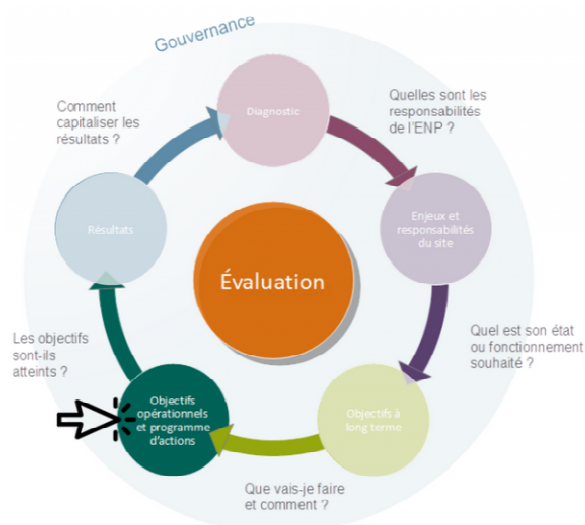 Gouvernance
Diagnostic
Quelles sont les
responsabilités
de l'ENP ?
Enjeux et
responsabilités
du site
Quel est son état
ou fonctionnement
souhaité ?
Objectifs à
long terme
Que vais-je faire
et comment ?
Objectifs
opérationnels
et programme
d'actions
Les objectifs
sont-ils
atteints ?
Résultats
Comment
capitaliser les
résultats ?
Évaluation